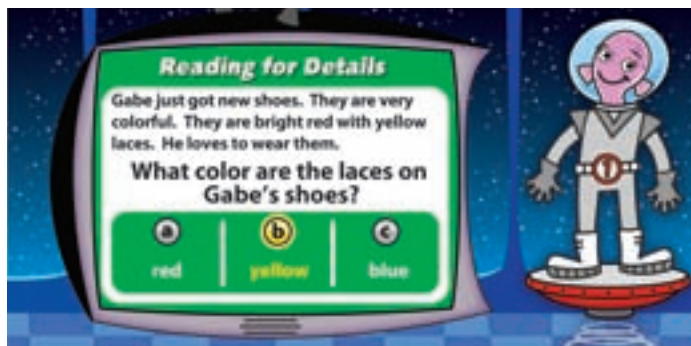 Reading for Details
Gabe just got new shoes. They are very
colorful. They are bright red with yellow
laces. He loves to wear them.
What color are the laces on
Gabe's shoes?
a b c
red yellow blue
1